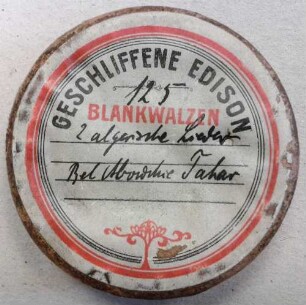 GESCHLIFFENE EDISON
125
BLANKWALZEN
2 algerische Lieder
Bel Tahar